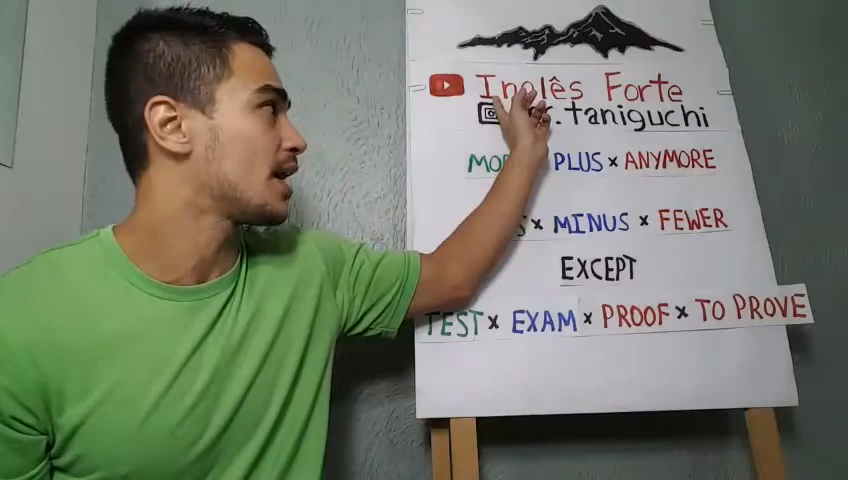 Inglês Forte
.taniguchi
PLUS × ANYMORE
× MINUS × FEWER
EXCEPT
TEST × EXAM × PROOF × TO PROVE